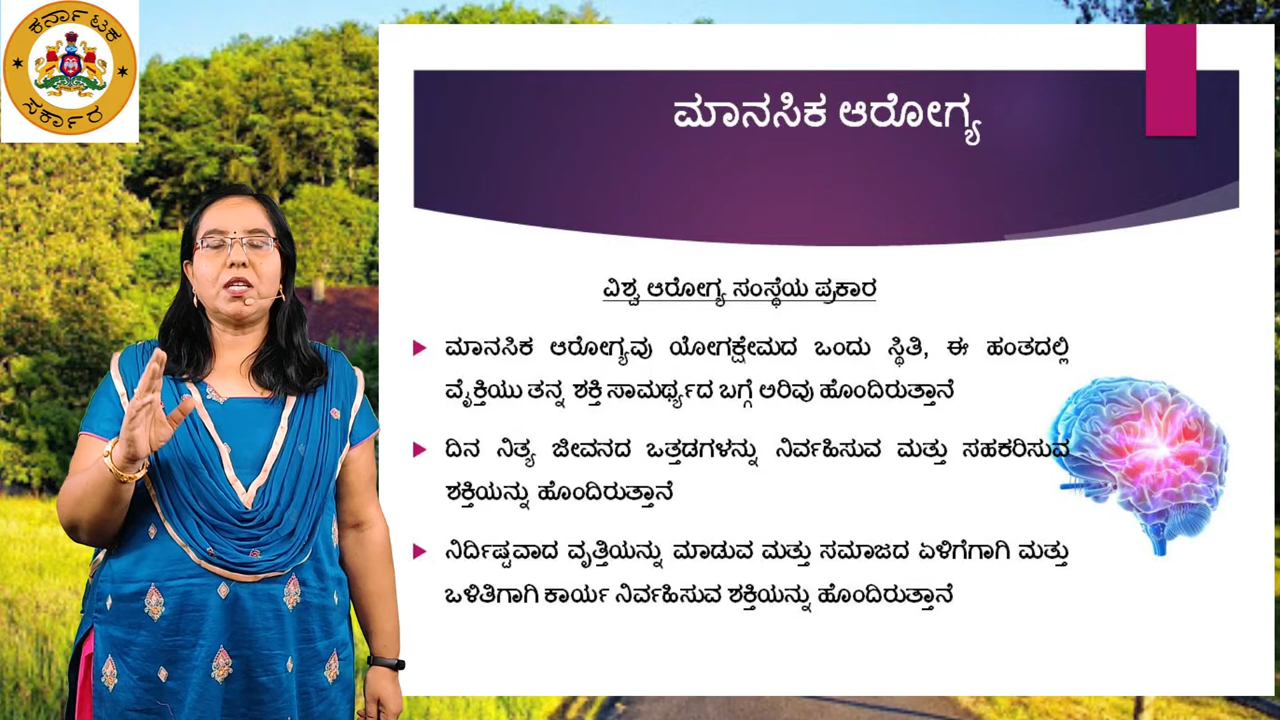 ಕರ್ನಾಟಕ
ಸರ್ಕಾರ
ಮಾನಸಿಕ ಆರೋಗ್ಯ
ವಿಶ್ವ ಆರೋಗ್ಯ ಸಂಸ್ಥೆಯ ಪ್ರಕಾರ
ಮಾನಸಿಕ ಆರೋಗ್ಯವು ಯೋಗಕ್ಷೇಮದ ಒಂದು ಸ್ಥಿತಿ, ಈ ಹಂತದಲ್ಲಿ
ವೈಕ್ತಿಯು ತನ್ನ ಶಕ್ತಿ ಸಾಮರ್ಥ್ಯದ ಬಗ್ಗೆ ಅರಿವು ಹೊಂದಿರುತ್ತಾನೆ
ದಿನ ನಿತ್ಯ ಜೀವನದ ಒತ್ತಡಗಳನ್ನು ನಿರ್ವಹಿಸುವ ಮತ್ತು ಸಹಕರಿಸುವ
ಶಕ್ತಿಯನ್ನು ಹೊಂದಿರುತ್ತಾನೆ
ನಿರ್ದಿಷ್ಟವಾದ ವೃತ್ತಿಯನ್ನು ಮಾಡುವ ಮತ್ತು ಸಮಾಜದ ಏಳಿಗೆಗಾಗಿ ಮತ್ತು
ಒಳಿತಿಗಾಗಿ ಕಾರ್ಯ ನಿರ್ವಹಿಸುವ ಶಕ್ತಿಯನ್ನು ಹೊಂದಿರುತ್ತಾನೆ